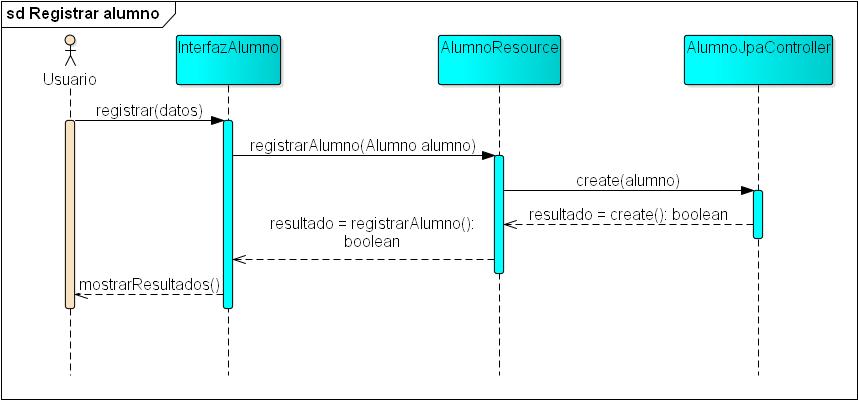 sd Registrar alumno
Usuario
InterfazAlumno
AlumnoResource
AlumnoJpaController
registrar(datos)
registrarAlumno(Alumno alumno)
create(alumno)
resultado = create(): boolean
resultado = registrarAlumno():
boolean
mostrarResultados()